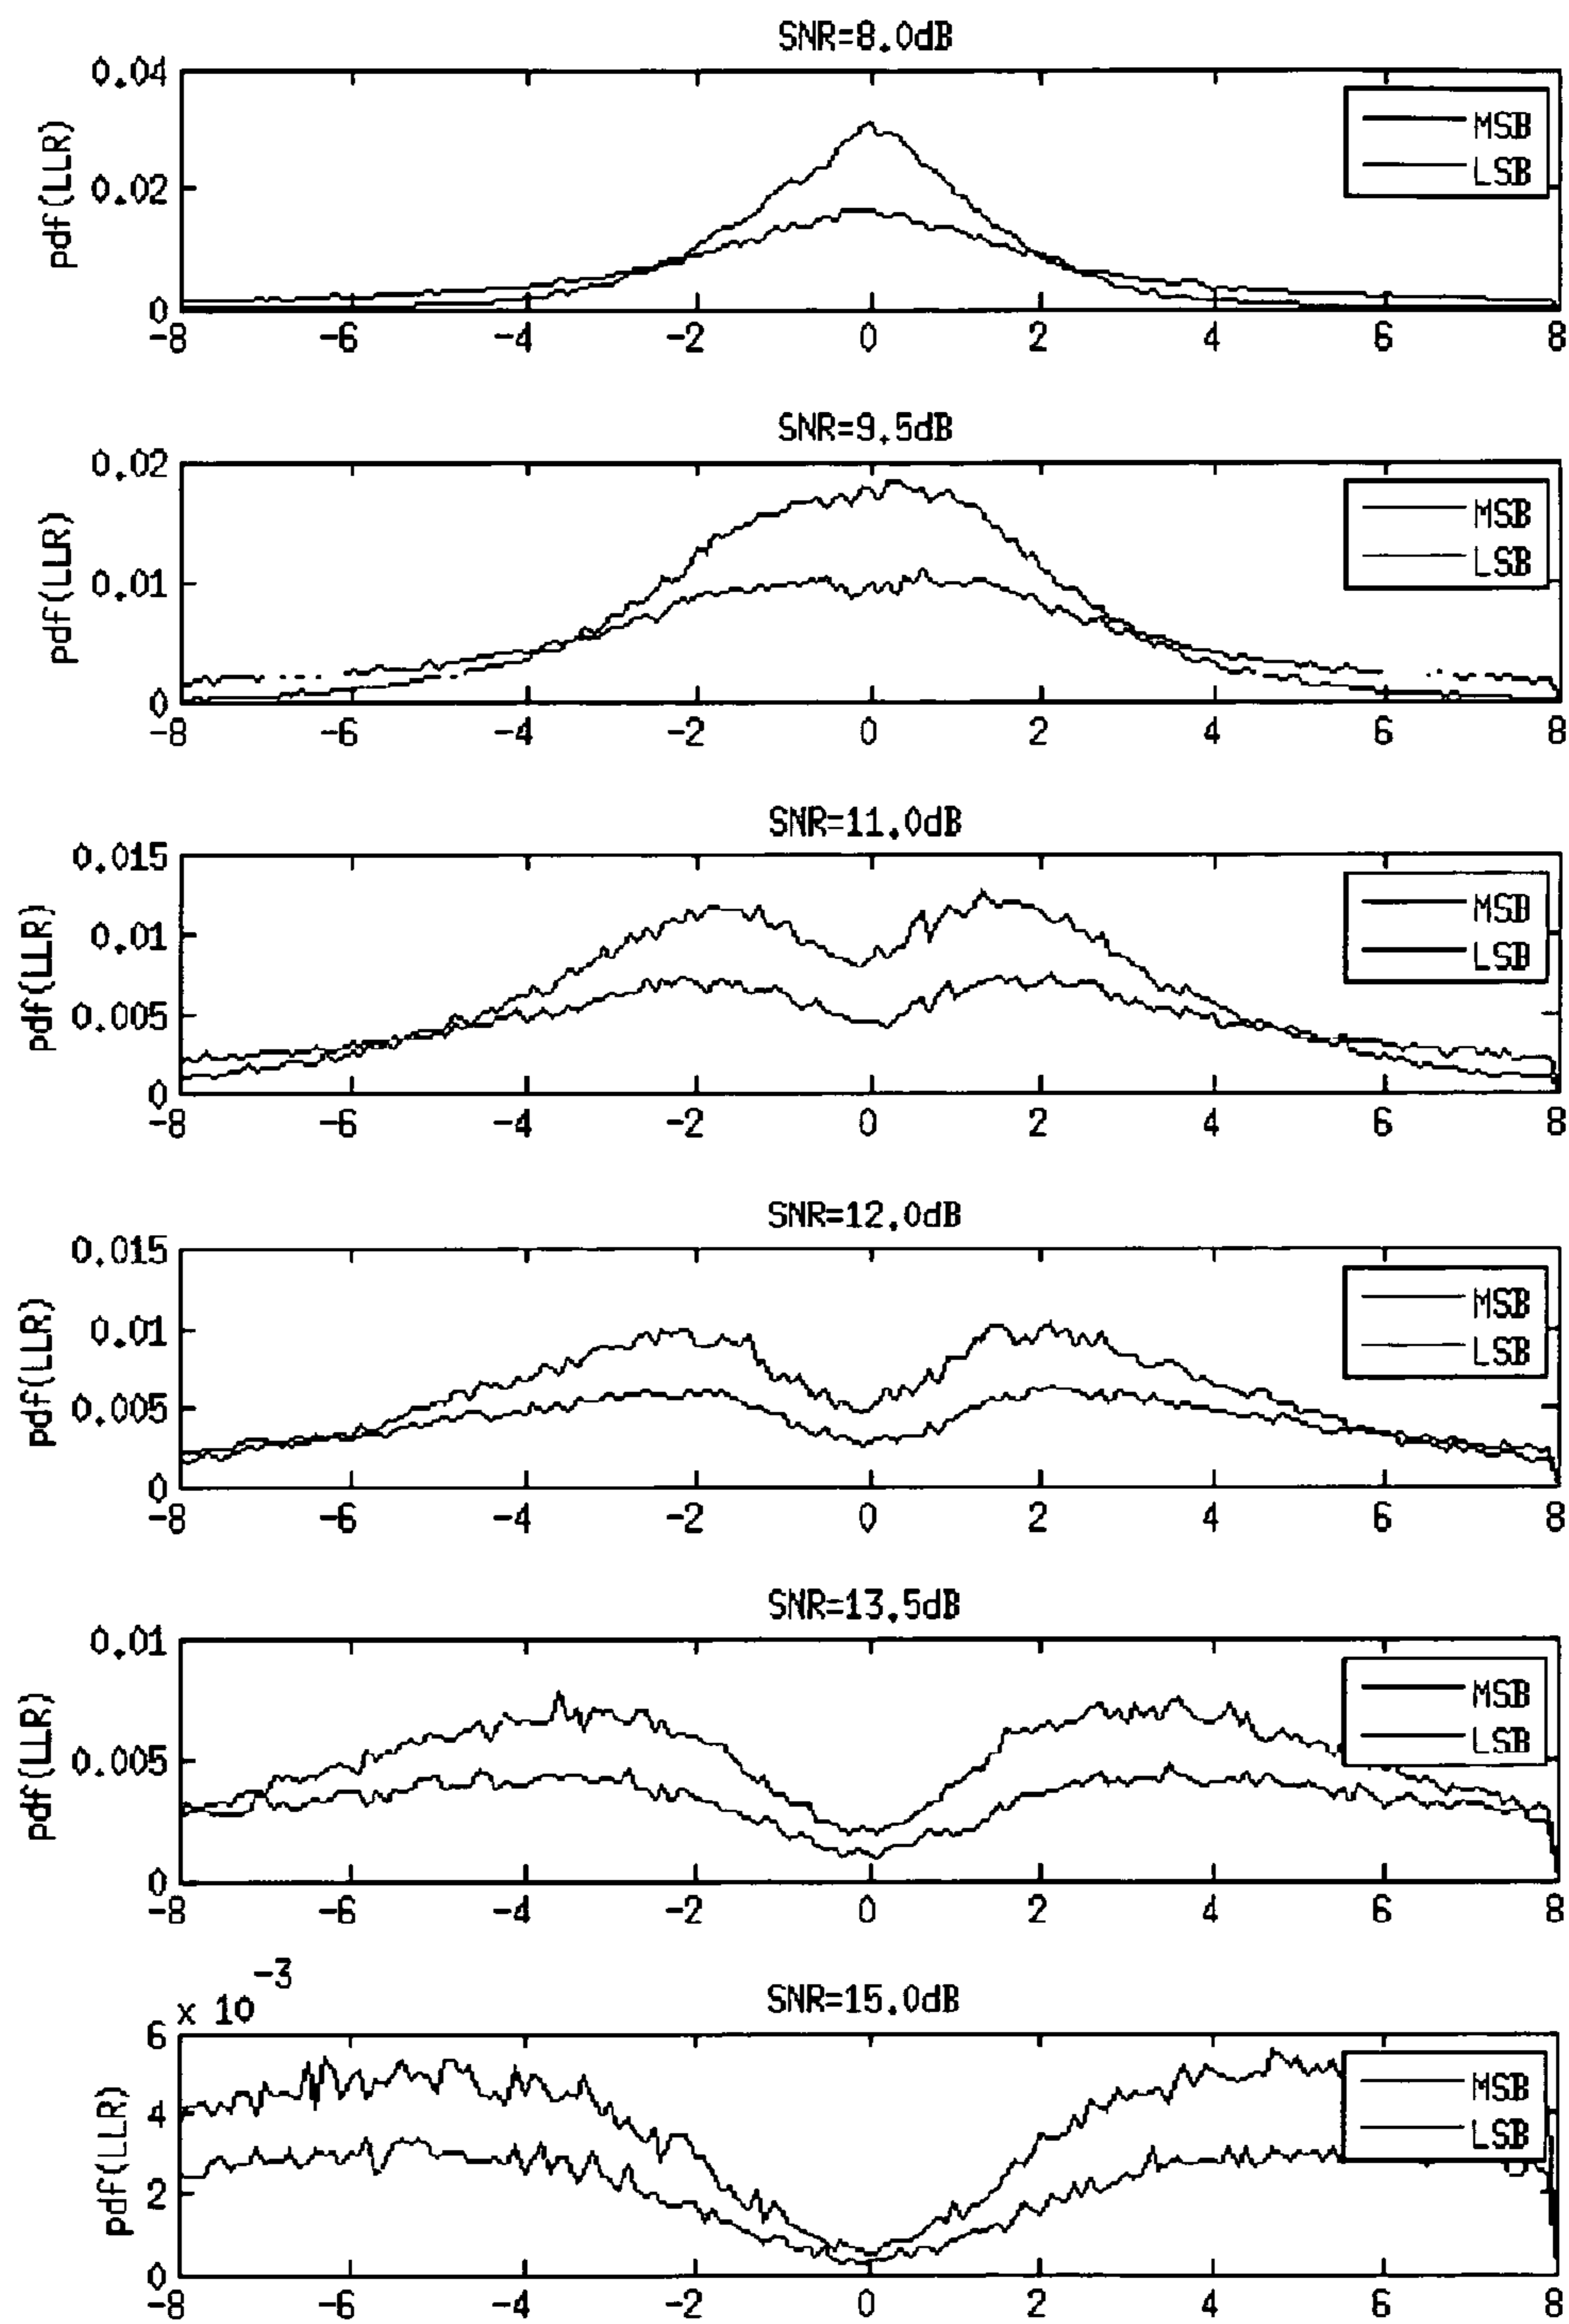 SNR=8.0dB
0.04
0.02
0
pdf(LLR)
MSB
LSB
-8 -6 -4 -2 0 2 4 6 8
SNR=9.5dB
0.02
0.01
0
pdf(LLR)
MSB
LSB
-8 -6 -4 -2 0 2 4 6 8
SNR=11.0dB
0.015
0.01
0.005
0
pdf(LLR)
MSB
LSB
-8 -6 -4 -2 0 2 4 6 8
SNR=12.0dB
0.015
0.01
0.005
0
pdf(LLR)
MSB
LSB
-8 -6 -4 -2 0 2 4 6 8
SNR=13.5dB
0.01
0.005
0
pdf(LLR)
MSB
LSB
-8 -6 -4 -2 0 2 4 6 8
x 10-3
SNR=15.0dB
6
4
2
0
pdf(LLR)
MSB
LSB
-8 -6 -4 -2 0 2 4 6 8